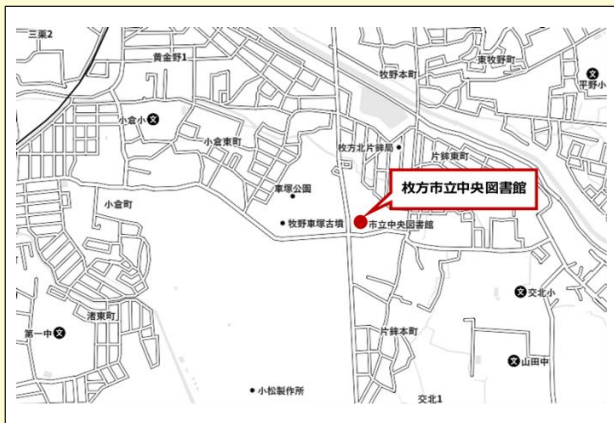 三栗2
黄金野1
東牧野町
牧野本町
平野小
小倉小
小倉東町
枚方北片鉾局
片鉾東町
車塚公園
枚方市立中央図書館
小倉町
牧野車塚古墳
市立中央図書館
交北小
渚東町
第一中
片鉾本町
山田中
小松製作所
交北1